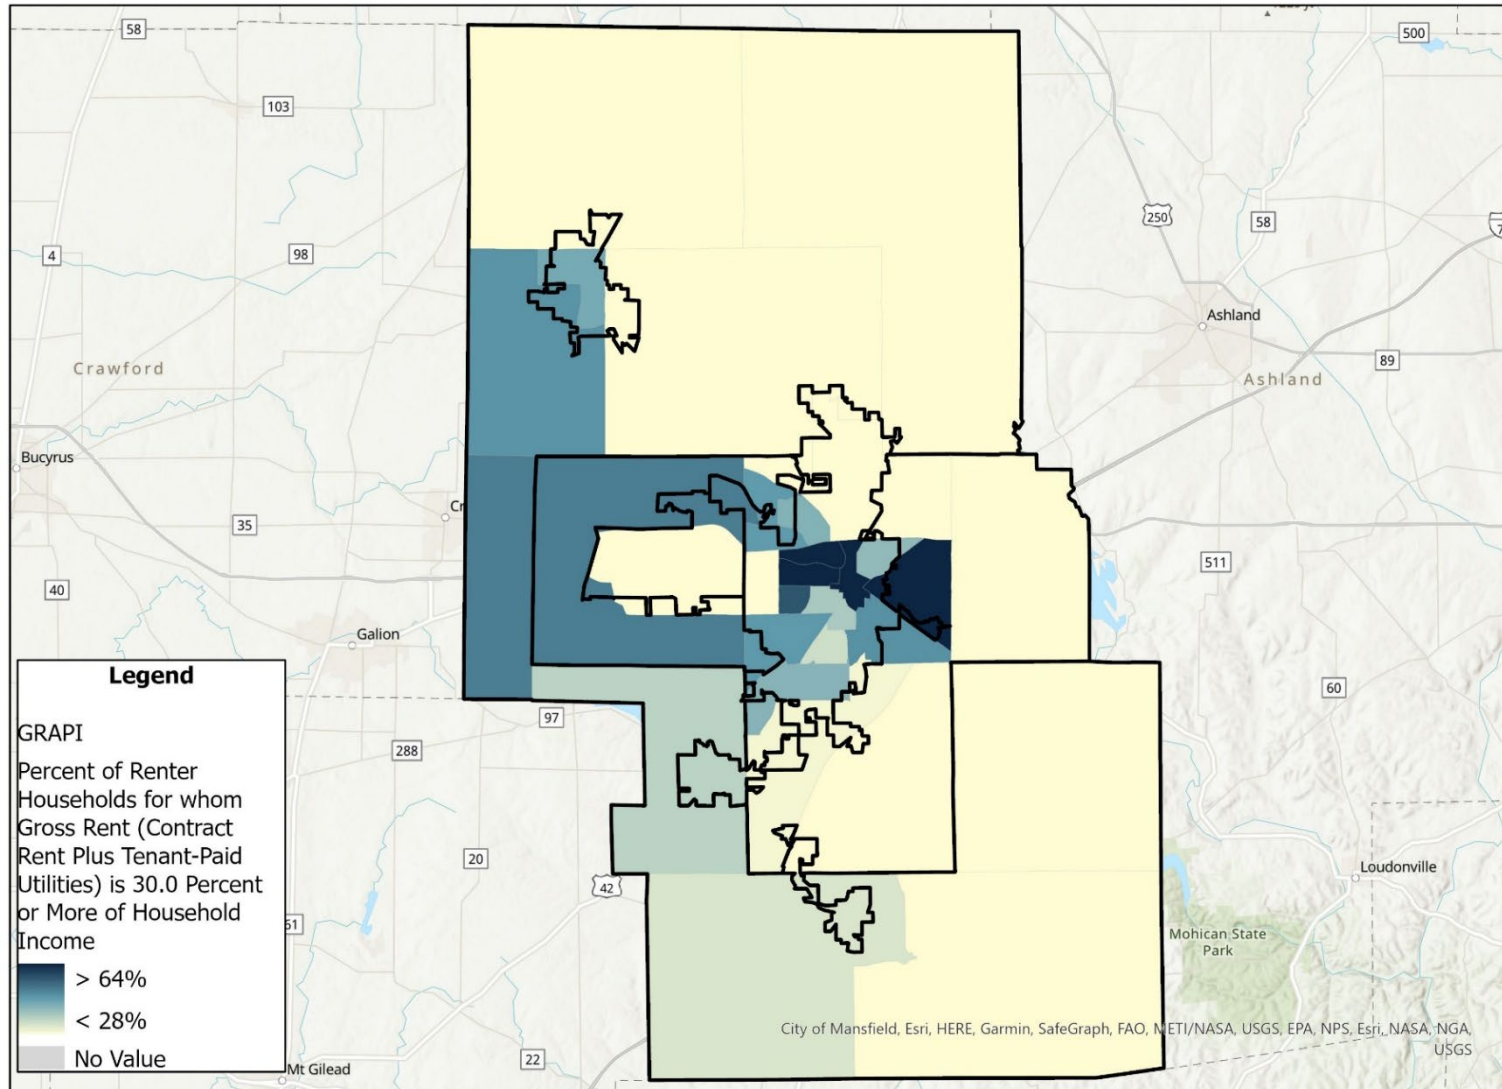 58
500
103
250
58
4
98
7
Ashland
Crawford
89
Ashland
Bucyrus
Cr
35
511
40
Galion
60
97
288
20
42
Loudonville
61
Mohican State
Park
22
Mt Gilead
Legend
GRAPI
Percent of Renter
Households for whom
Gross Rent (Contract
Rent Plus Tenant-Paid
Utilities) is 30.0 Percent
or More of Household
Income
> 64%
< 28%
No Value
City of Mansfield, Esri, HERE, Garmin, SafeGraph, FAO, METI/NASA, USGS, EPA, NPS, Esri, NASA, NGA,
USGS